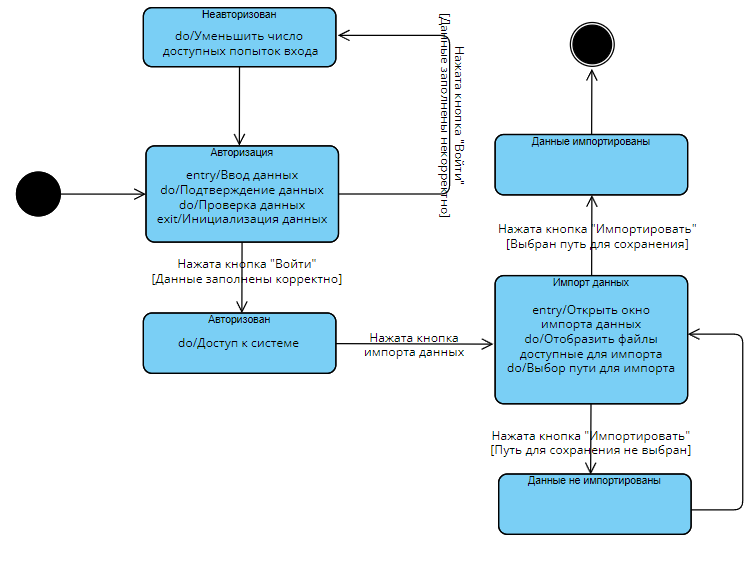 Неавторизован
do/Уменьшить число
доступных попыток входа
Нажата кнопка "Войти"
[Данные заполнены некорректно]
Авторизация
entry/Ввод данных
do/Подтверждение данных
do/Проверка данных
exit/Инициализация данных
Нажата кнопка "Войти"
[Данные заполнены корректно]
Авторизован
do/Доступ к системе
Нажата кнопка
импорта данных
Данные импортированы
Нажата кнопка "Импортировать"
[Выбран путь для сохранения]
Импорт данных
entry/Открыть окно
импорта данных
do/Отобразить файлы
доступные для импорта
do/Выбор пути для импорта
Нажата кнопка "Импортировать"
[Путь для сохранения не выбран]
Данные не импортированы